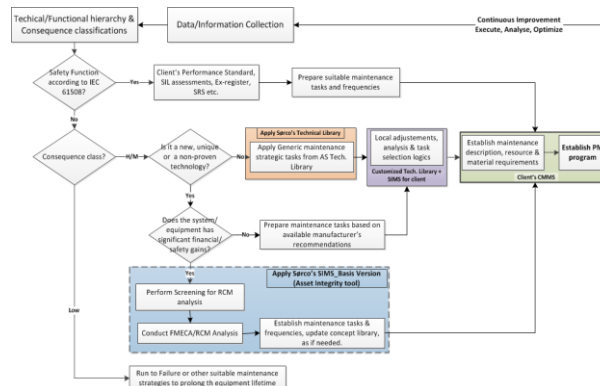 Techical/Functional hierarchy &
Consequence classifications
Data/Information Collection
Continuous Improvement
Execute, Analyse, Optimize
Safety Function
according to IEC
61508?
Yes
Client's Performance Standard,
SIL assessments, Ex-register,
SRS etc.
Prepare suitable maintenance
tasks and frequencies
No
Consequence class?
H/M
Is it a new, unique
or a non-proven
technology?
No
Apply Sørco's Technical Library
Apply Generic maintenance
strategic tasks from AS Tech.
Library
Local adjustements,
analysis & task
selection logics
Customized Tech. Library =
SIMS for client
Establish maintenance
description, resource &
material requirements
Establish PM
program
Client's CMMS
Yes
Does the system/
equipment has
significant financial/
safety gains?
No
Prepare maintenance tasks based on
available manufacturer's
recommendations
Yes
Apply Sørco's SIMS_Basis Version
(Asset Integrity tool)
Perform Screening for RCM
analysis
Conduct FMECA/RCM Analysis
Establish maintenance tasks &
frequencies, update concept library,
as if needed.
Low
Run to Failure or other suitable maintenance
strategies to prolong th equipment lifetime